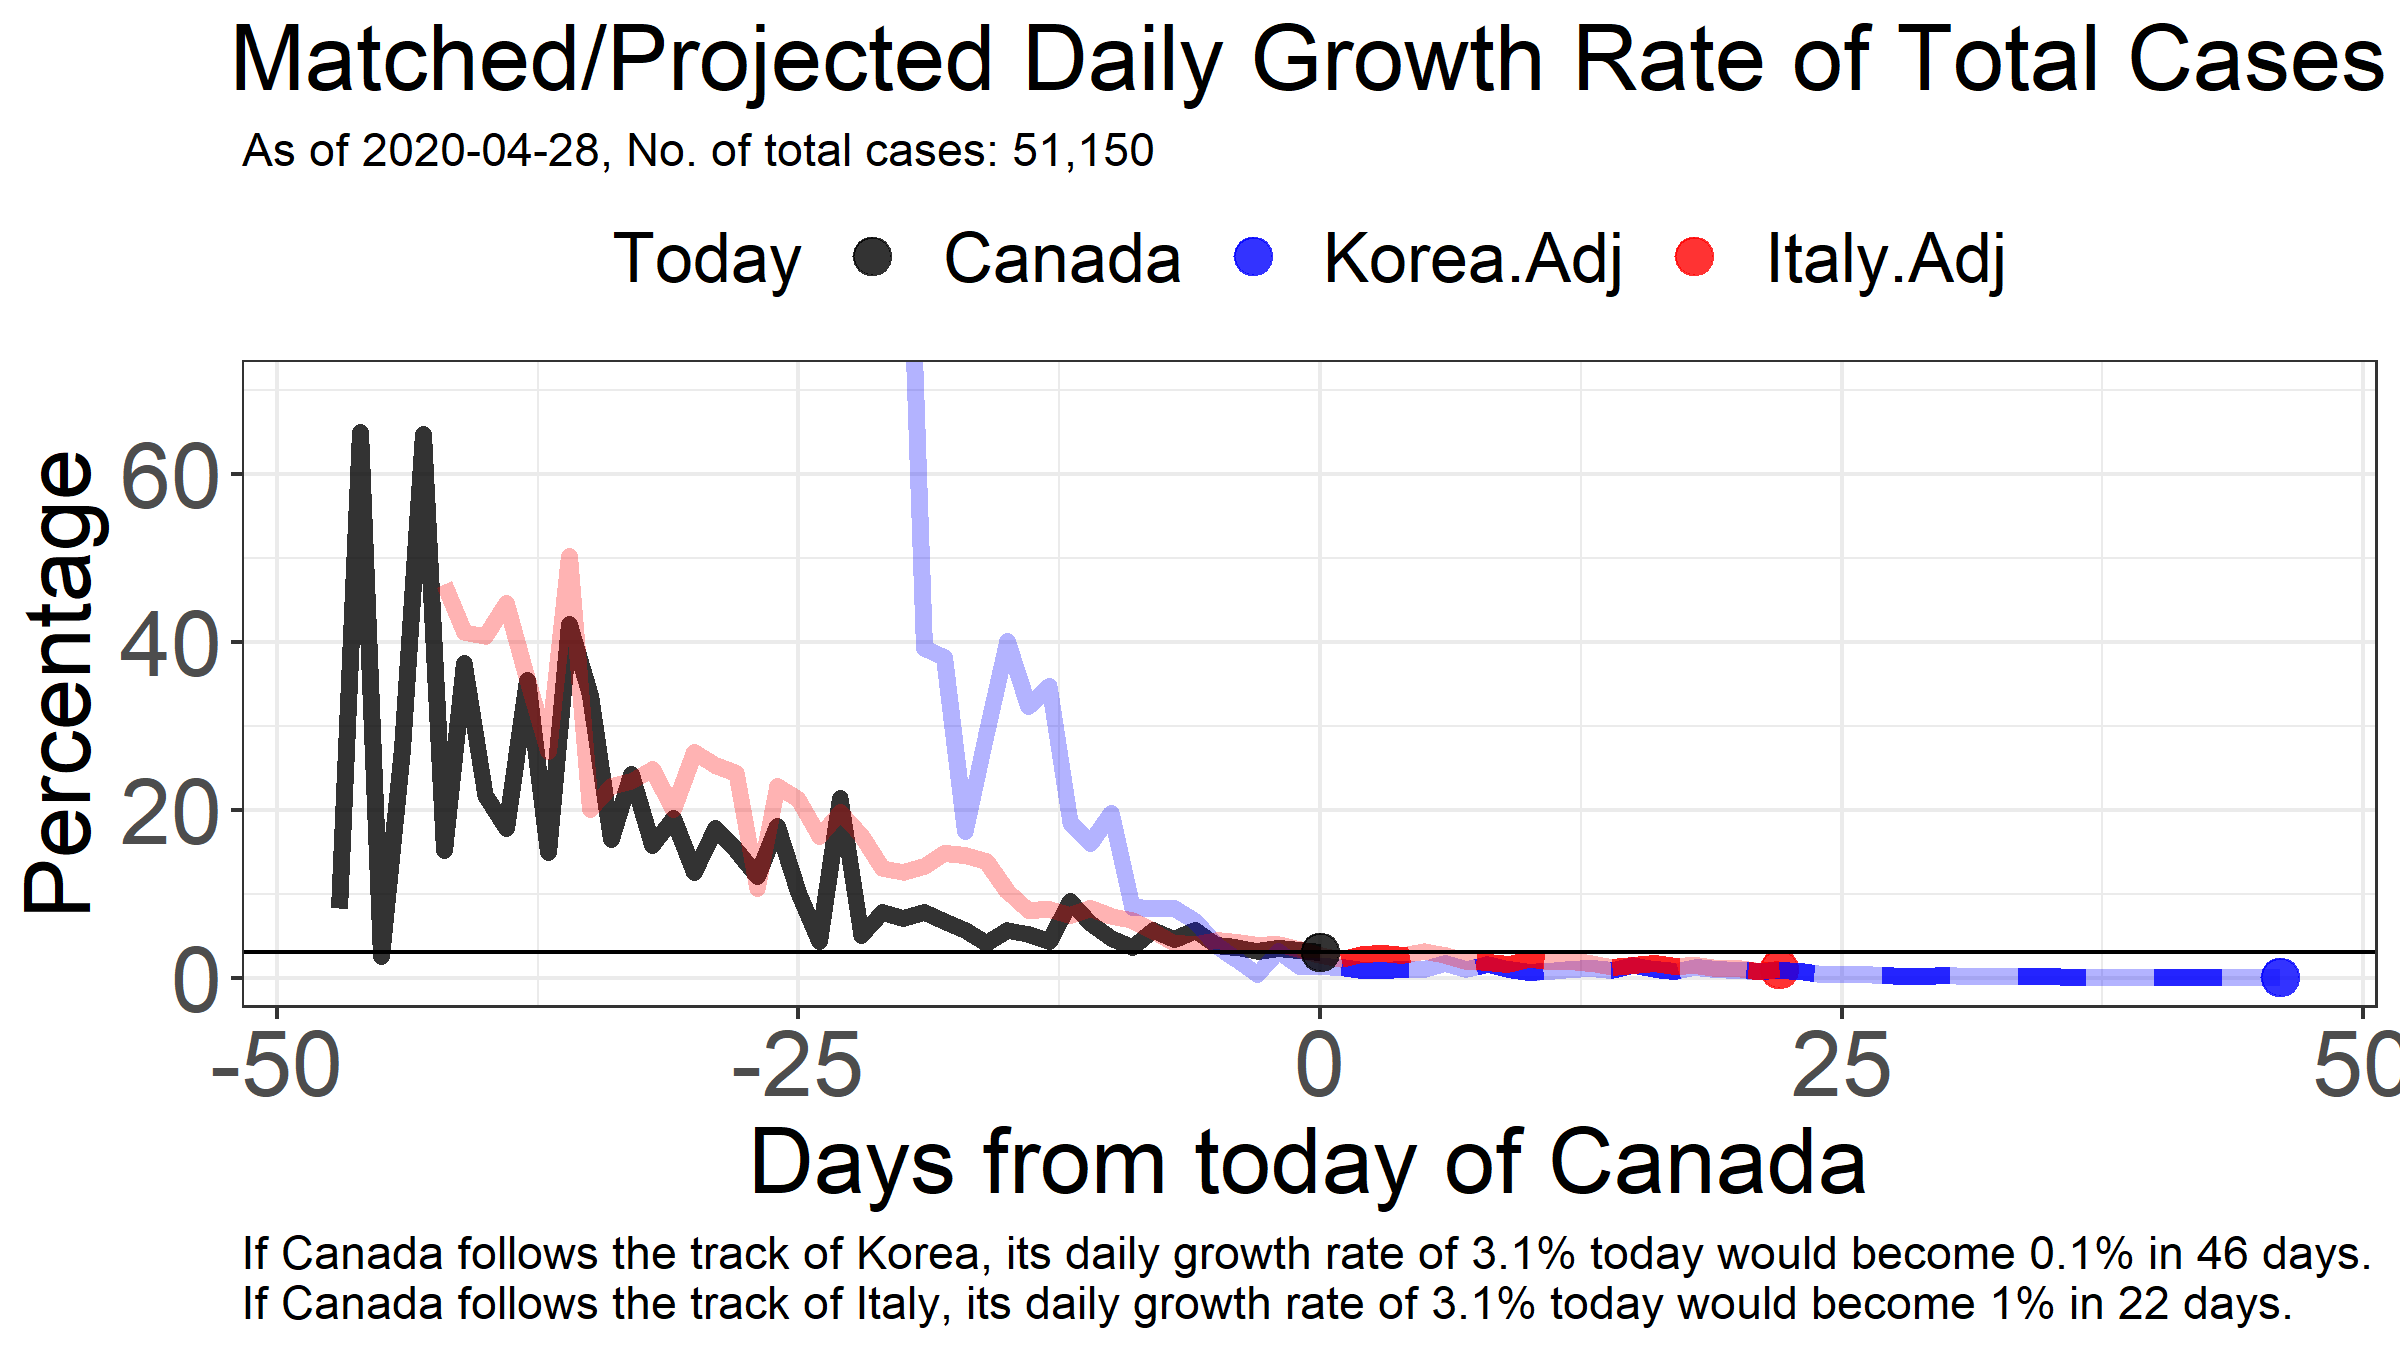 Matched/Projected Daily Growth Rate of Total Cases
As of 2020-04-28, No. of total cases: 51,150
Today Canada Korea.Adj Italy.Adj
Percentage
60
40
20
0
-50 -25 0 25 50
Days from today of Canada
If Canada follows the track of Korea, its daily growth rate of 3.1% today would become 0.1% in 46 days.
If Canada follows the track of Italy, its daily growth rate of 3.1% today would become 1% in 22 days.